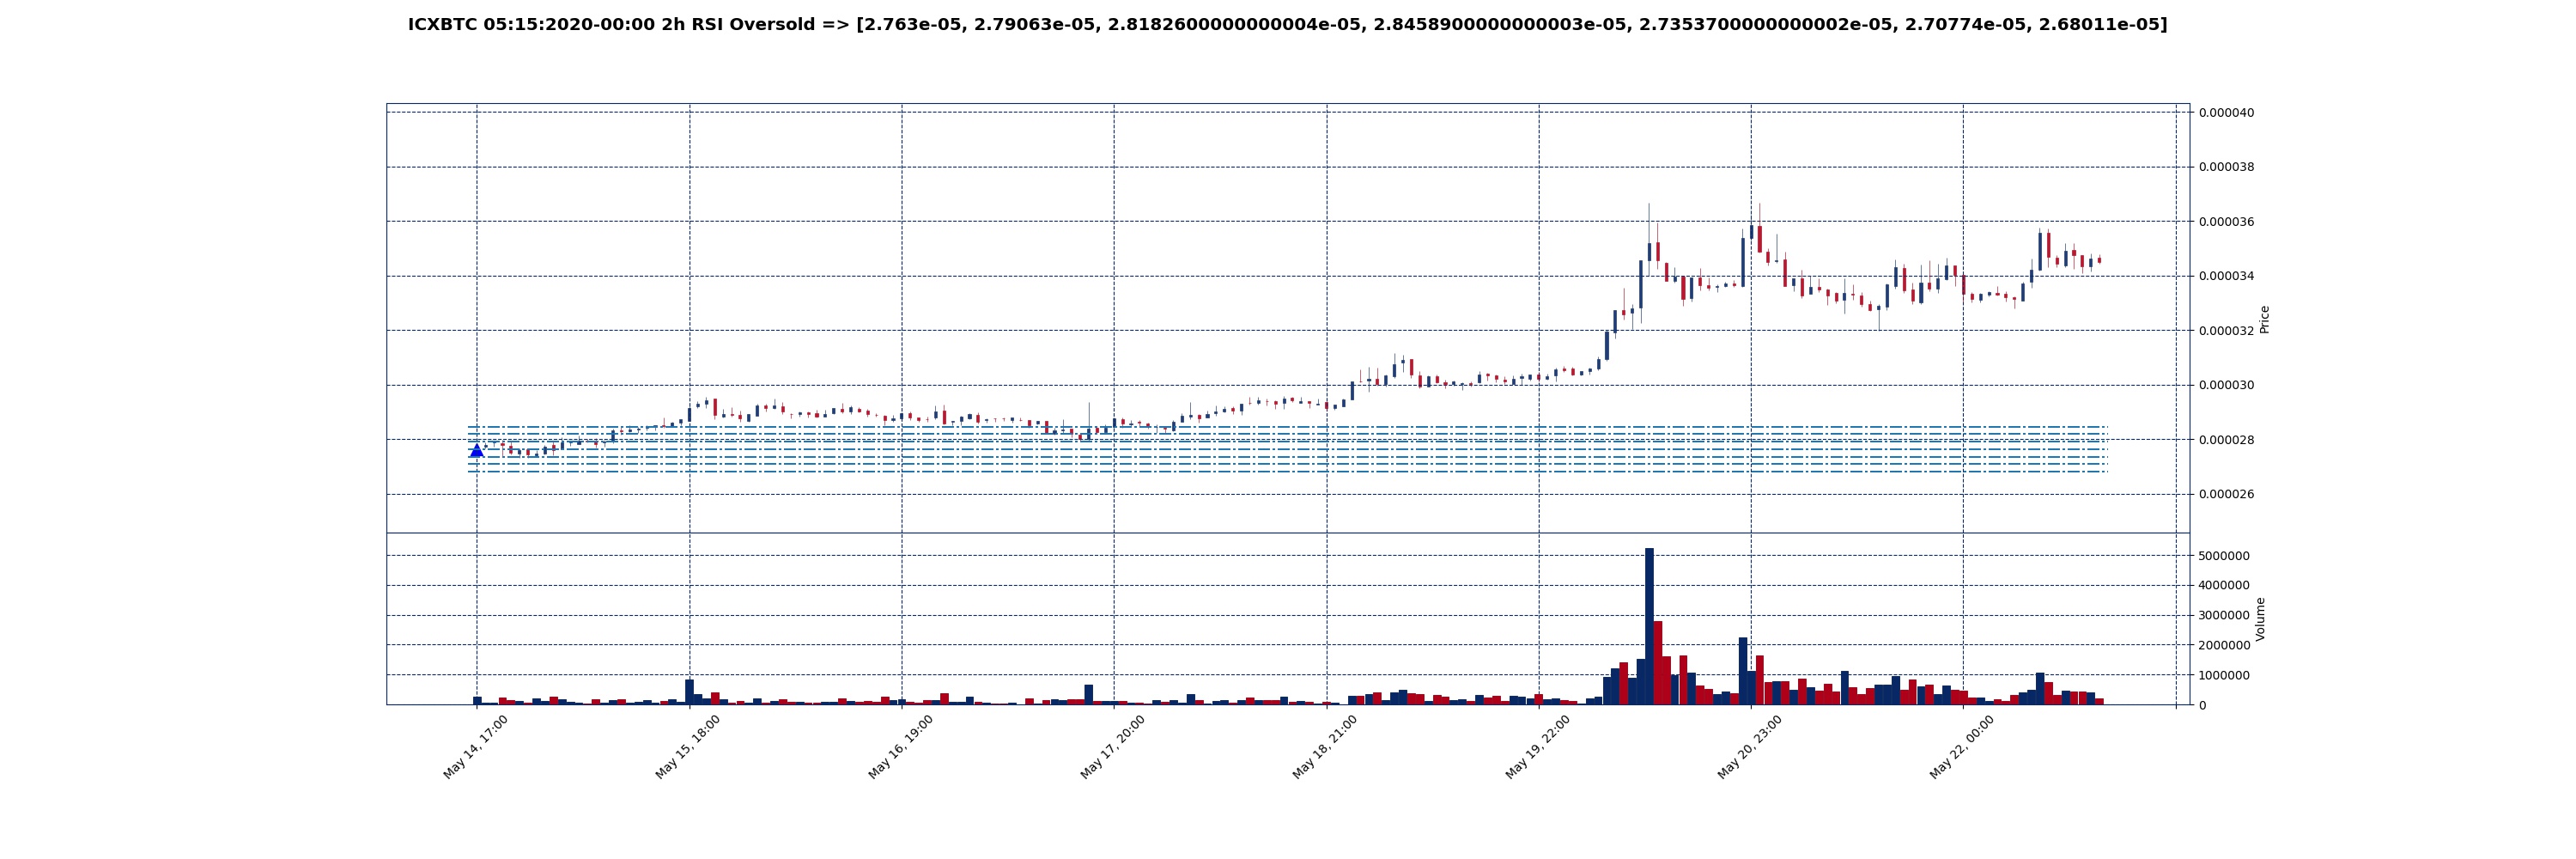 ICXBTC 05:15:2020-00:00 2h RSI Oversold => [2.763e-05, 2.79063e-05, 2.8182600000000004e-05, 2.8458900000000003e-05, 2.7353700000000002e-05, 2.70774e-05, 2.68011e-05]
0.000040
0.000038
0.000036
0.000034
0.000032
0.000030
0.000028
0.000026
Price
5000000
4000000
3000000
2000000
1000000
0
Volume
May 14, 17:00
May 15, 18:00
May 16, 19:00
May 17, 20:00
May 18, 21:00
May 19, 22:00
May 20, 23:00
May 22, 00:00